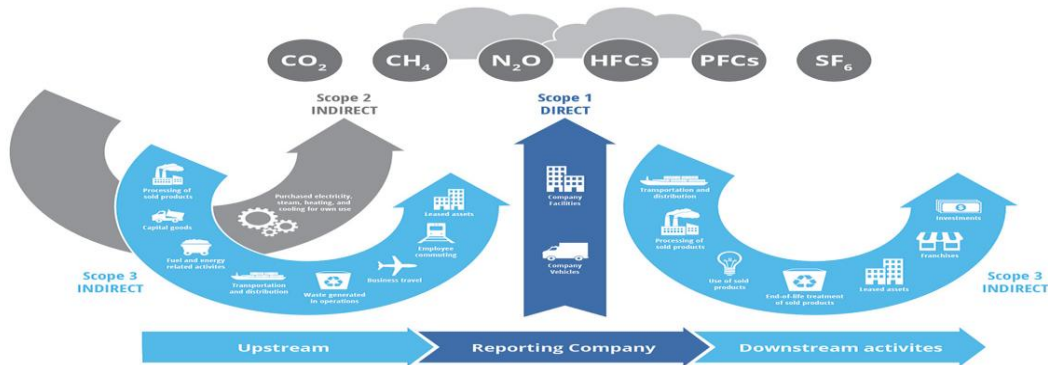 CO₂
CH₄
N₂O
HFCs
PFCs
SF₆
Scope 2
INDIRECT
Scope 1
DIRECT
Purchased electricity,
steam, heating, and
cooling for own use
Processing of
sold products
Capital goods
Fuel and energy
related activites
Transportation
and distribution
Waste generated
in operations
Business travel
Employee
commuting
Leased assets
Scope 3
INDIRECT
Company
Facilities
Company
Vehicles
Transportation and
distribution
Processing of
sold products
Use of sold
products
End-of-life treatment
of sold products
Leased assets
Franchises
Investments
Scope 3
INDIRECT
Upstream
Reporting Company
Downstream activites